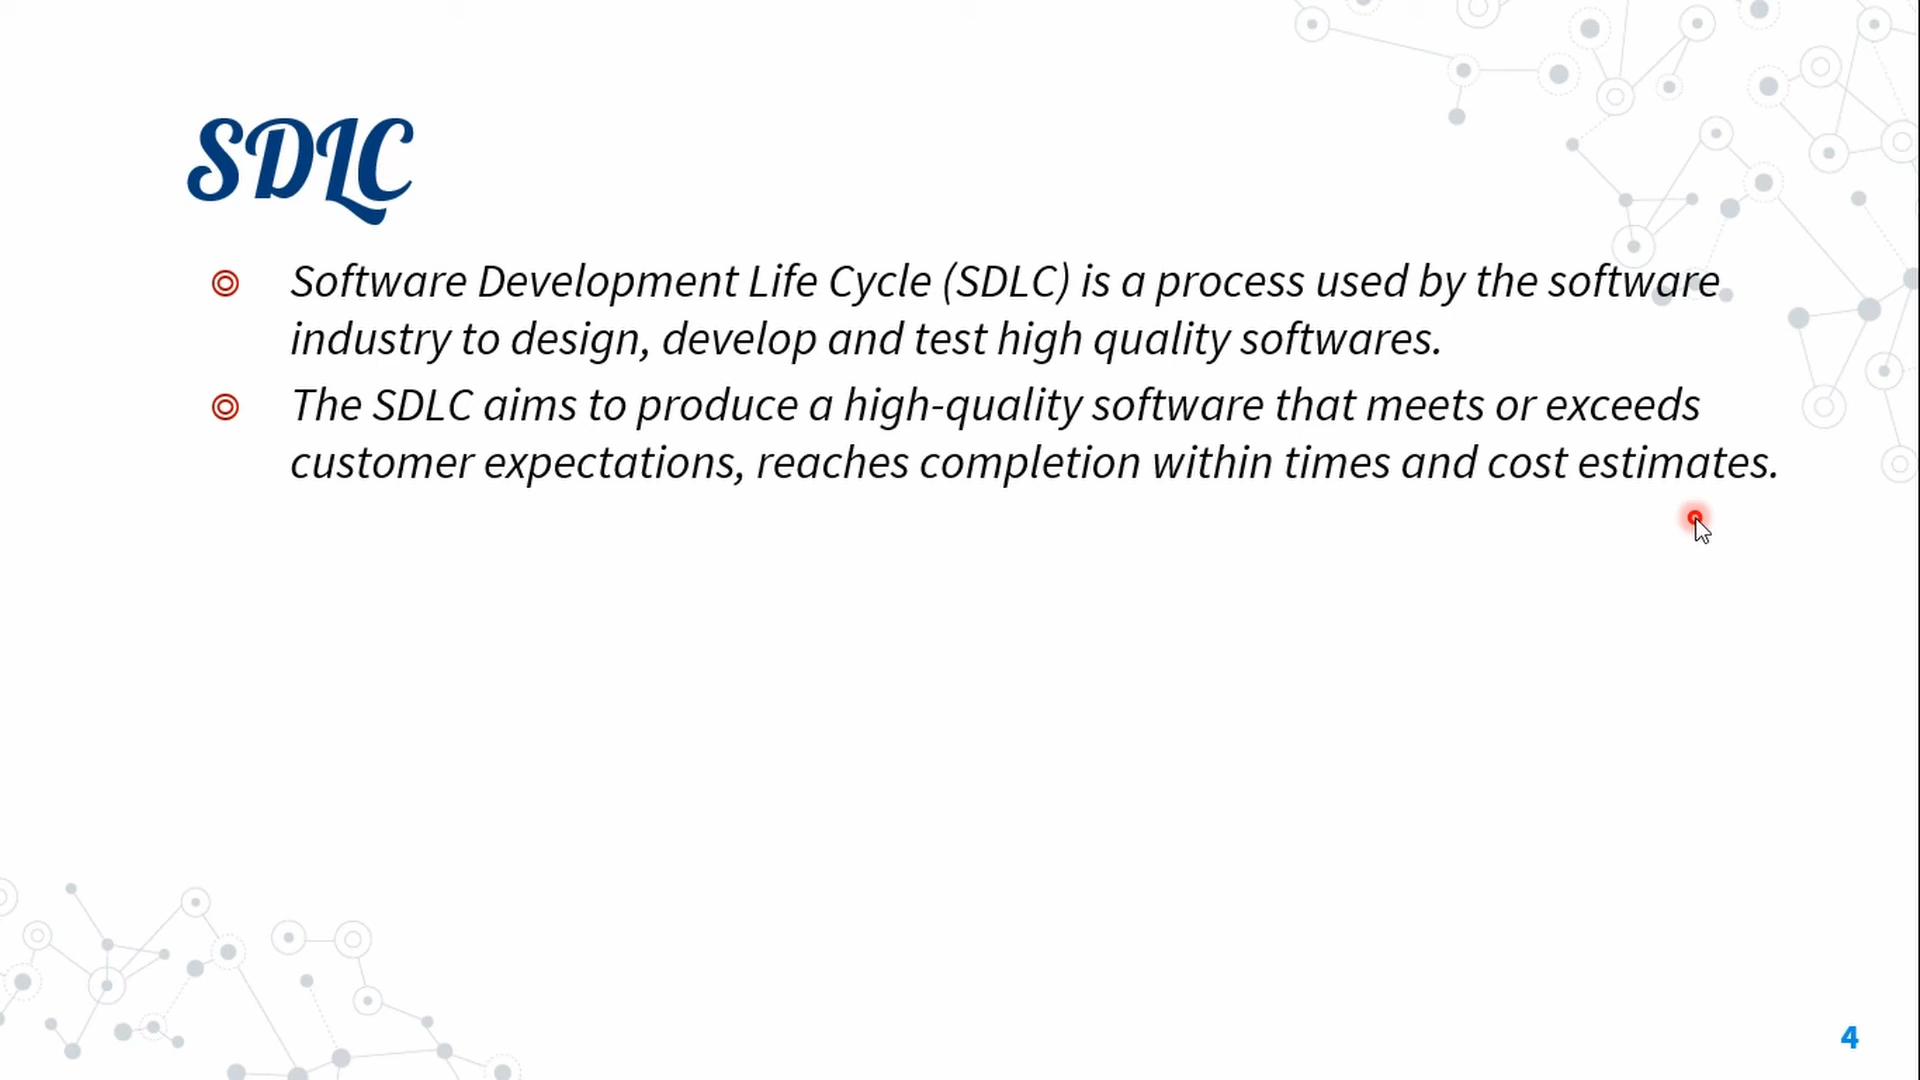 SDLC
Software Development Life Cycle (SDLC) is a process used by the software
industry to design, develop and test high quality softwares.
The SDLC aims to produce a high-quality software that meets or exceeds
customer expectations, reaches completion within times and cost estimates.
4